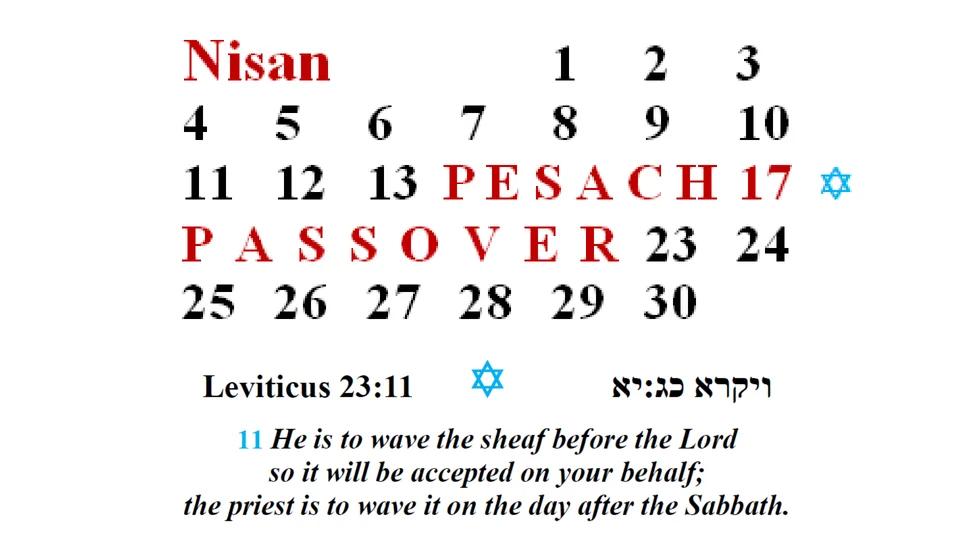 Nisan 1 2 3
4 5 6 7 8 9 10
11 12 13 P E S A C H 17
P A S S O V E R 23 24
25 26 27 28 29 30
Leviticus 23:11 ויקרא כג:יא
11 He is to wave the sheaf before the Lord
so it will be accepted on your behalf;
the priest is to wave it on the day after the Sabbath.